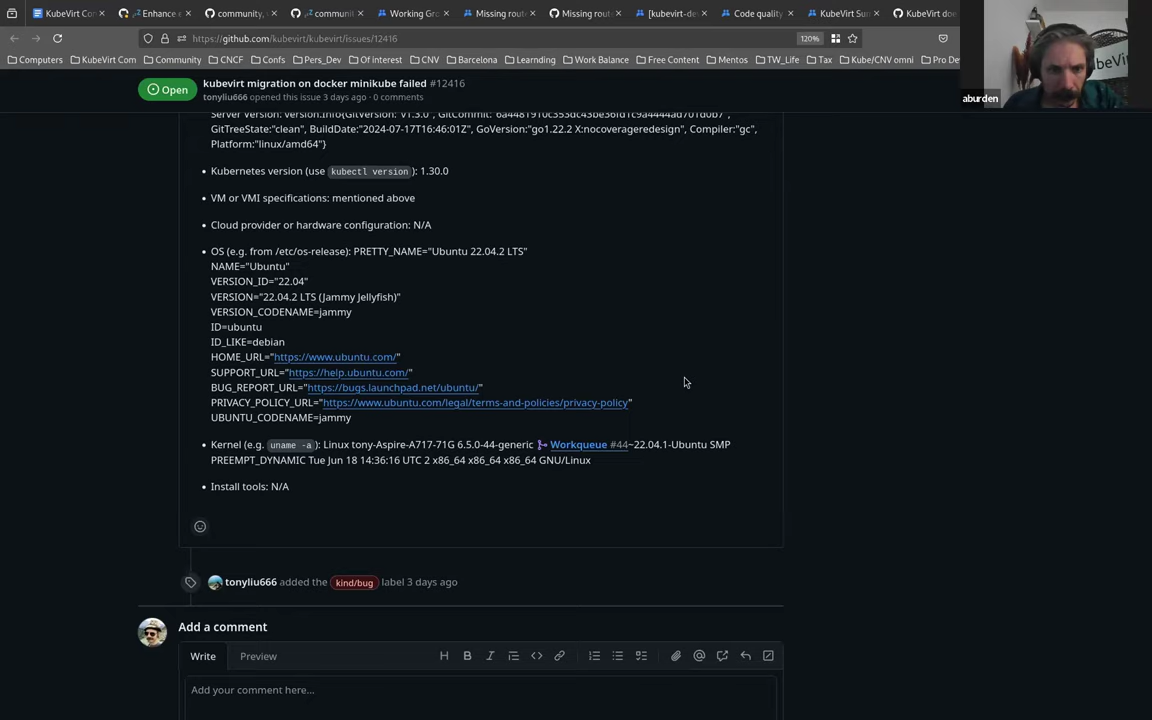 KubeVirt Con
Enhance e
community,
communit
Working Gr
Missing rout
Missing rout
[kubevirt-de
Code quality
KubeVirt Sun
KubeVirt doe
https://github.com/kubevirt/kubevirt/issues/12416
120%
Computers
KubeVirt Com
Community
CNCF
Confs
Pers_Dev
Of interest
CNV
Barcelona
Learnding
Work Balance
Free Content
Mentos
TW_Life
Tax
Kube/CNV omni
Pro De
aburden
Open
kubevirt migration on docker minikube failed #12416
tonyliu666 opened this issue 3 days ago · 0 comments
GitTreeState:"clean", BuildDate:"2024-07-17T16:46:01Z", GoVersion:"go1.22.2 X:nocoverageredesign", Compiler:"gc",
Platform:"linux/amd64"}
• Kubernetes version (use kubectl version): 1.30.0
• VM or VMI specifications: mentioned above
• Cloud provider or hardware configuration: N/A
• OS (e.g. from /etc/os-release): PRETTY_NAME="Ubuntu 22.04.2 LTS"
NAME="Ubuntu"
VERSION_ID="22.04"
VERSION="22.04.2 LTS (Jammy Jellyfish)"
VERSION_CODENAME=jammy
ID=ubuntu
ID_LIKE=debian
HOME_URL="https://www.ubuntu.com/"
SUPPORT_URL="https://help.ubuntu.com/"
BUG_REPORT_URL="https://bugs.launchpad.net/ubuntu/"
PRIVACY_POLICY_URL="https://www.ubuntu.com/legal/terms-and-policies/privacy-policy"
UBUNTU_CODENAME=jammy
• Kernel (e.g. uname -a): Linux tony-Aspire-A717-71G 6.5.0-44-generic Workqueue #44~22.04.1-Ubuntu SMP
PREEMPT_DYNAMIC Tue Jun 18 14:36:16 UTC 2 x86_64 x86_64 x86_64 GNU/Linux
• Install tools: N/A
tonyliu666 added the kind/bug label 3 days ago
Add a comment
Write
Preview
Add your comment here...